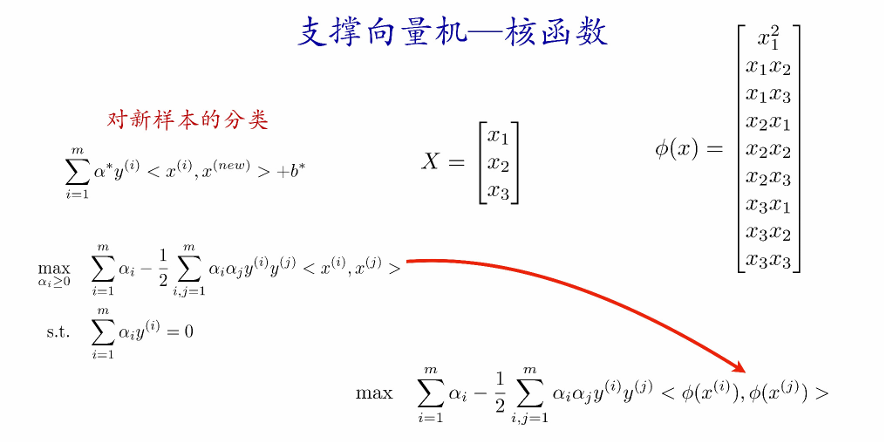 支撑向量机—核函数
对新样本的分类
\sum_{i=1}^{m} \alpha^* y^{(i)} < x^{(i)}, x^{(new)} > +b^*
X = \begin{bmatrix} x_1 \\ x_2 \\ x_3 \end{bmatrix}
\phi(x) = \begin{bmatrix} x_1^2 \\ x_1x_2 \\ x_1x_3 \\ x_2x_1 \\ x_2x_2 \\ x_2x_3 \\ x_3x_1 \\ x_3x_2 \\ x_3x_3 \end{bmatrix}
\max_{\alpha_i \geq 0} \sum_{i=1}^{m} \alpha_i - \frac{1}{2} \sum_{i,j=1}^{m} \alpha_i \alpha_j y^{(i)} y^{(j)} < x^{(i)}, x^{(j)} >
s.t. \sum_{i=1}^{m} \alpha_i y^{(i)} = 0
max \sum_{i=1}^{m} \alpha_i - \frac{1}{2} \sum_{i,j=1}^{m} \alpha_i \alpha_j y^{(i)} y^{(j)} < \phi(x^{(i)}), \phi(x^{(j)}) >